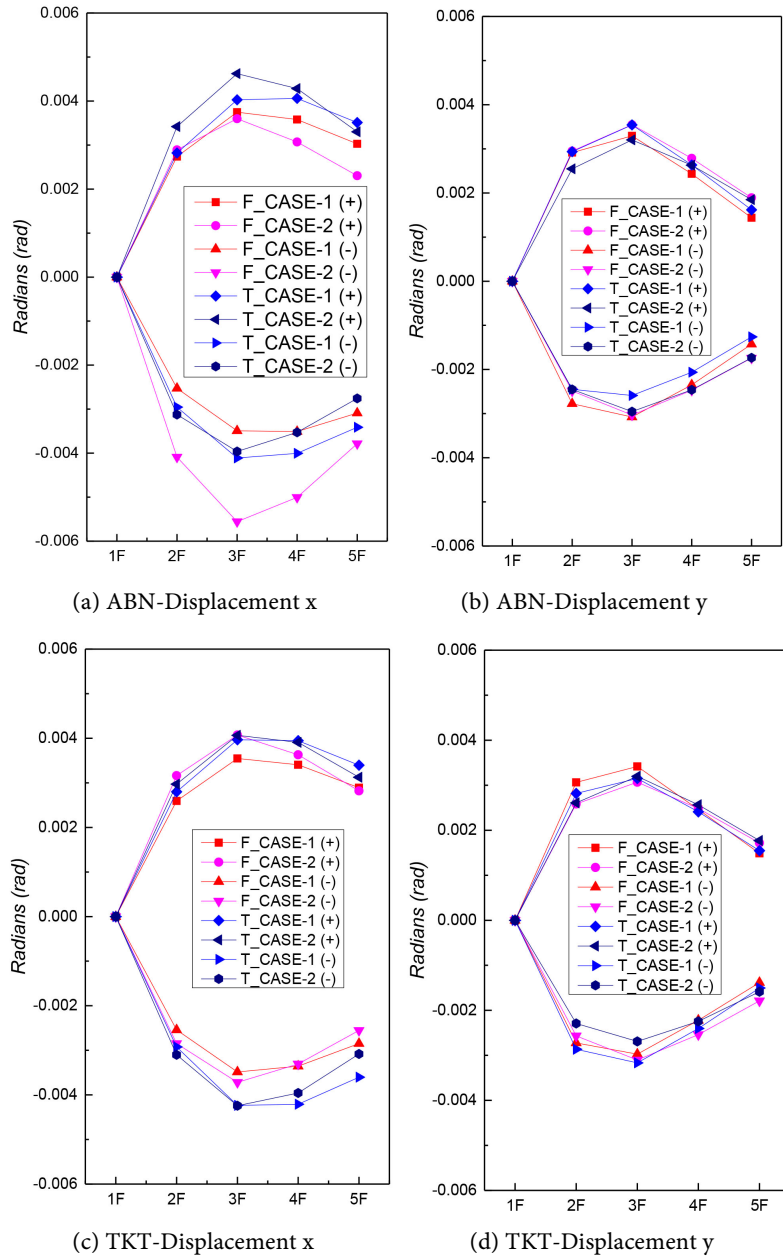 0.006
0.004
0.002
0.000
-0.002
-0.004
-0.006
Radians (rad)
F_CASE-1 (+)
F_CASE-2 (+)
F_CASE-1 (-)
F_CASE-2 (-)
T_CASE-1 (+)
T_CASE-2 (+)
T_CASE-1 (-)
T_CASE-2 (-)
1F 2F 3F 4F 5F
(a) ABN-Displacement x
0.006
0.004
0.002
0.000
-0.002
-0.004
-0.006
Radians (rad)
F_CASE-1 (+)
F_CASE-2 (+)
F_CASE-1 (-)
F_CASE-2 (-)
T_CASE-1 (+)
T_CASE-2 (+)
T_CASE-1 (-)
T_CASE-2 (-)
1F 2F 3F 4F 5F
(b) ABN-Displacement y
0.006
0.004
0.002
0.000
-0.002
-0.004
-0.006
Radians (rad)
F_CASE-1 (+)
F_CASE-2 (+)
F_CASE-1 (-)
F_CASE-2 (-)
T_CASE-1 (+)
T_CASE-2 (+)
T_CASE-1 (-)
T_CASE-2 (-)
1F 2F 3F 4F 5F
(c) TKT-Displacement x
0.006
0.004
0.002
0.000
-0.002
-0.004
-0.006
Radians (rad)
F_CASE-1 (+)
F_CASE-2 (+)
F_CASE-1 (-)
F_CASE-2 (-)
T_CASE-1 (+)
T_CASE-2 (+)
T_CASE-1 (-)
T_CASE-2 (-)
1F 2F 3F 4F 5F
(d) TKT-Displacement y